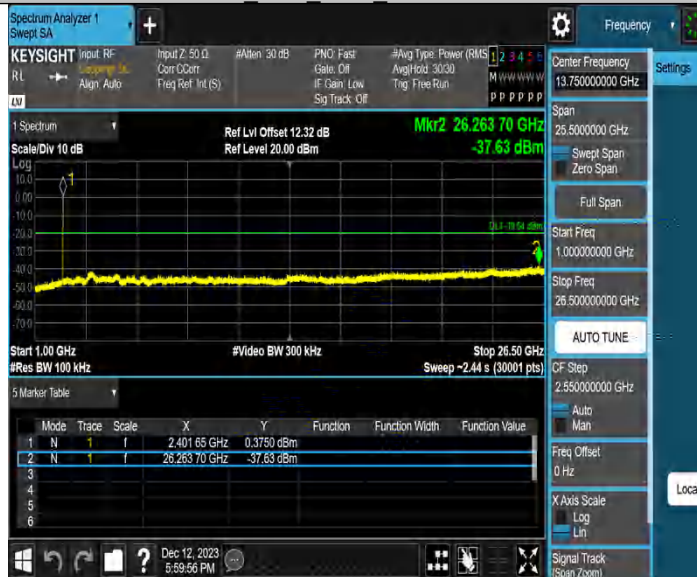 Spectrum Analyzer 1
Swept SA
+
Frequency
KEYSIGHT
Input: RF
Align: Auto
Input Z: 50 Ω
Corr CCorr
Freq Ref: Int (S)
#Atten: 30 dB
PNO: Fast
Gate: Off
IF Gain: Low
Sig Track: Off
#Avg Type: Power (RMS
Avg|Hold: 30/30
Trig: Free Run
1 2 3 4 5 6
M W W W W W
P P P P P P
LXI
1 Spectrum
Scale/Div 10 dB
Ref Lvl Offset 12.32 dB
Ref Level 20.00 dBm
Mkr2 26.263 70 GHz
-37.63 dBm
Log
10.0
0.00
-10.0
-20.0
-30.0
-40.0
-50.0
-60.0
-70.0
1
2
Start 1.00 GHz
#Res BW 100 kHz
#Video BW 300 kHz
Stop 26.50 GHz
Sweep ~2.44 s (30001 pts)
5 Marker Table
Mode Trace Scale X Y Function Function Width Function Value
1 N 1 f 2.401 65 GHz 0.3750 dBm
2 N 1 f 26.263 70 GHz -37.63 dBm
3
4
5
6
Dec 12, 2023
5:59:56 PM
?
Center Frequency
13.750000000 GHz
Settings
Span
25.5000000 GHz
Swept Span
Zero Span
Full Span
Start Freq
1.000000000 GHz
Stop Freq
26.500000000 GHz
AUTO TUNE
CF Step
2.550000000 GHz
Auto
Man
Freq Offset
0 Hz
X Axis Scale
Log
Lin
Loca
Signal Track
(Span Zoom)